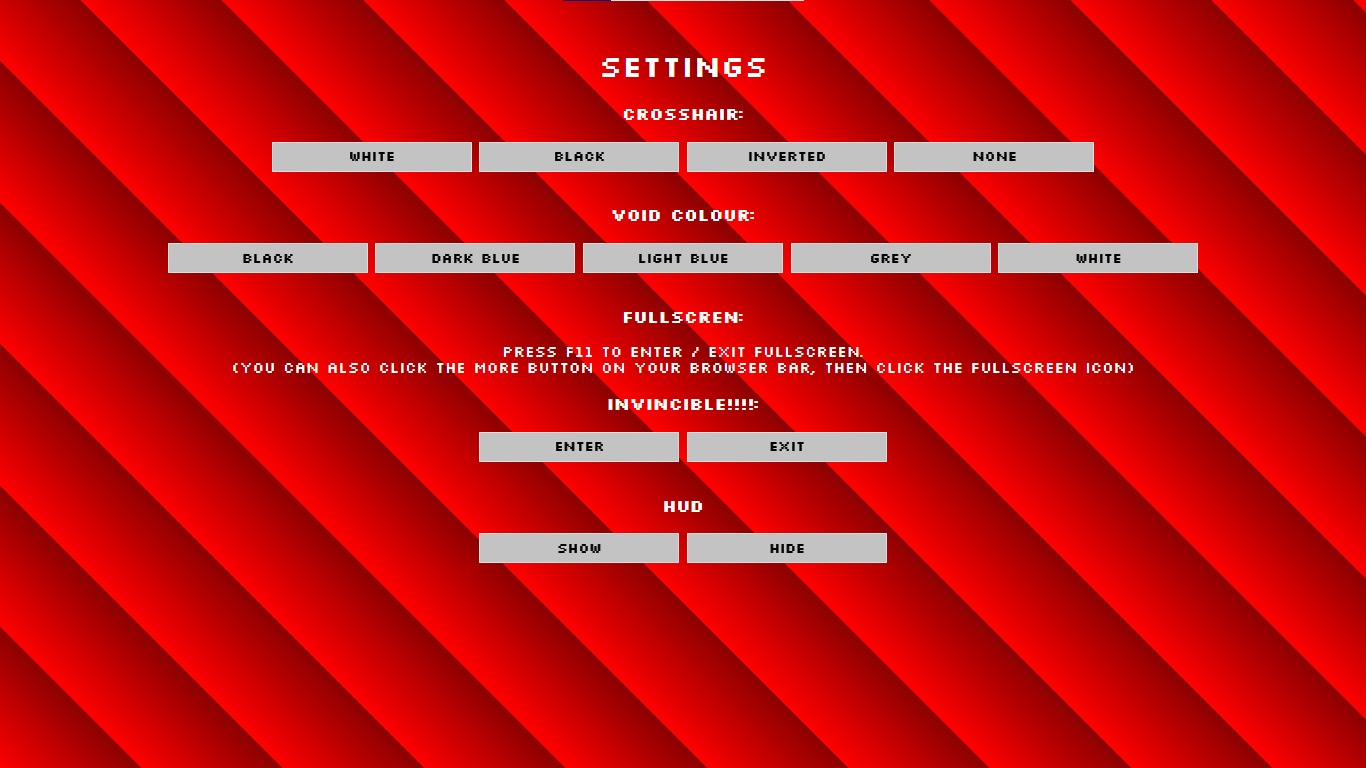 SETTINGS
CROSSHAIR:
WHITE BLACK INVERTED NONE
VOID COLOUR:
BLACK DARK BLUE LIGHT BLUE GREY WHITE
FULLSCREN:
PRESS F11 TO ENTER / EXIT FULLSCREEN.
(YOU CAN ALSO CLICK THE MORE BUTTON ON YOUR BROWSER BAR, THEN CLICK THE FULLSCREEN ICON)
INVINCIBLE!!!!:
ENTER EXIT
HUD
SHOW HIDE